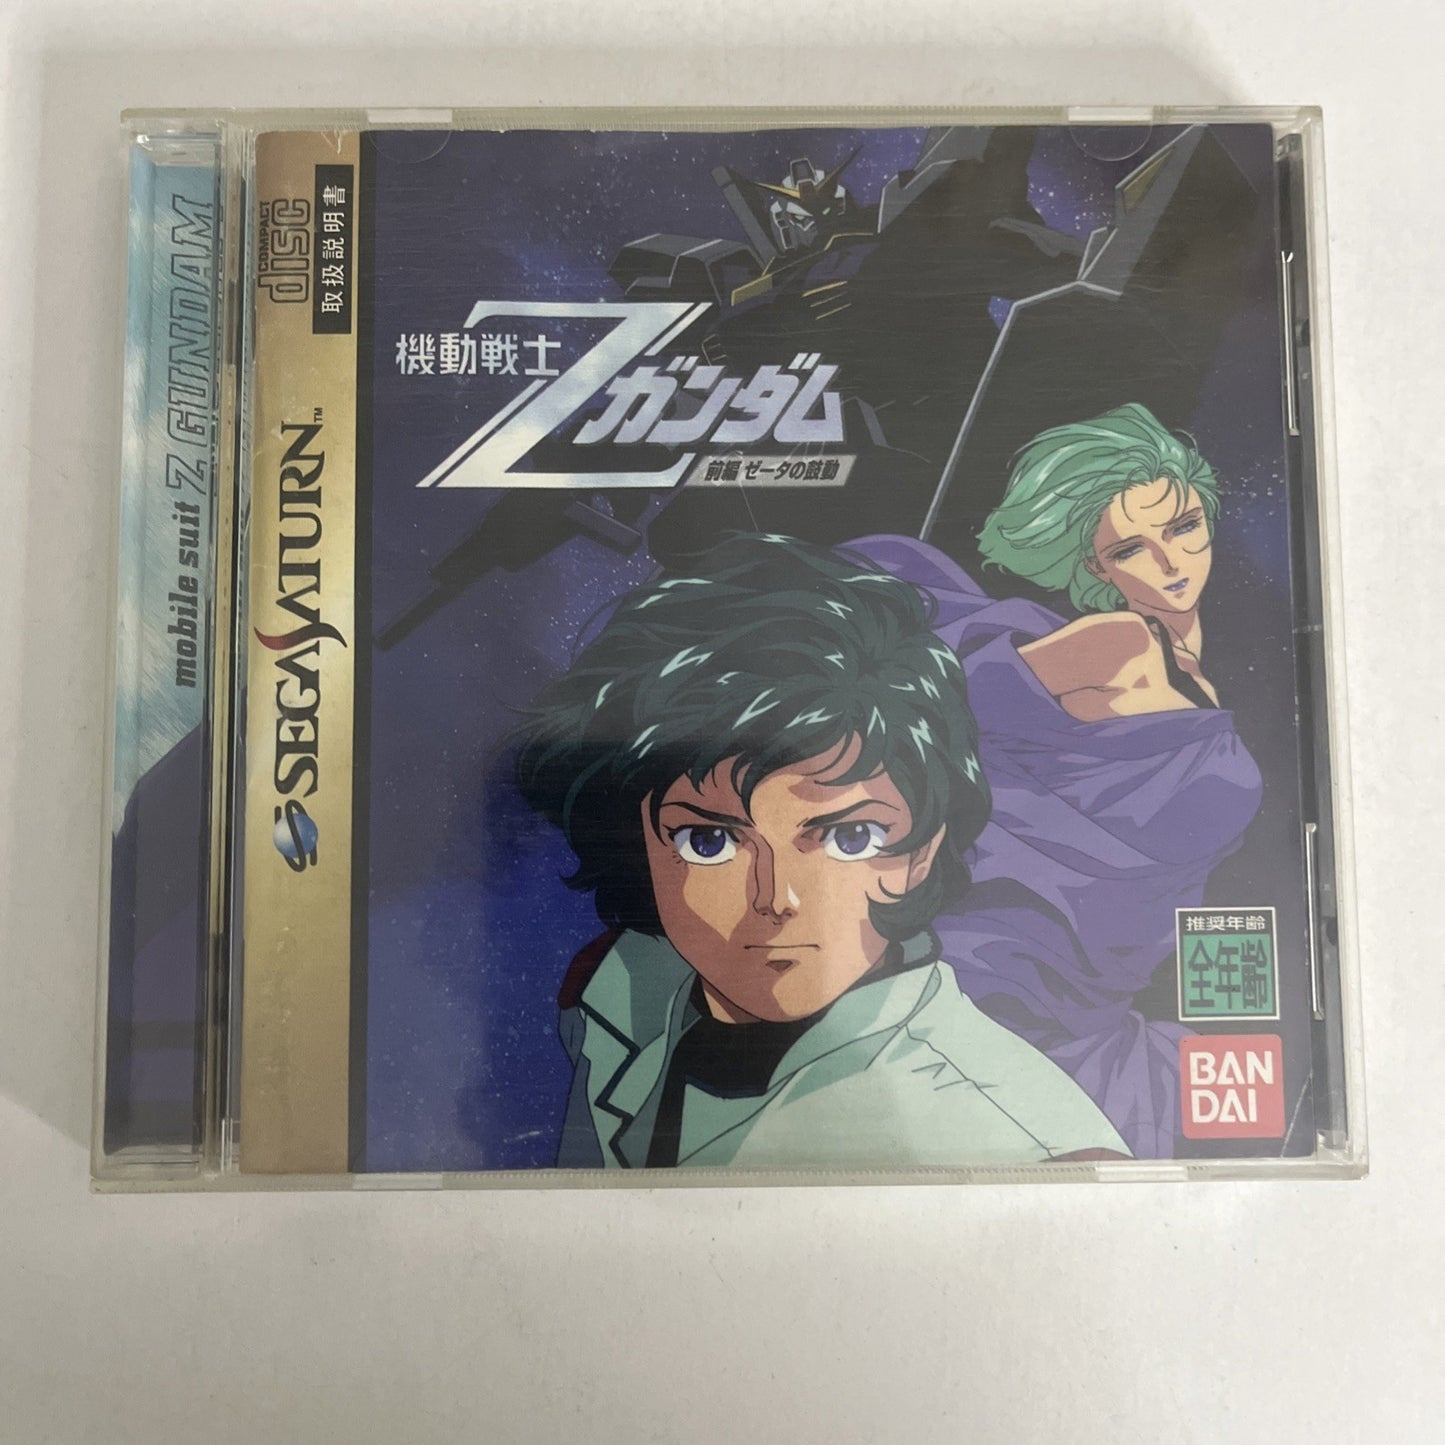 mobile suit Z GUNDAM
COMPACT
disc
取扱説明書
SEGA SATURN™
機動戦士
Zガンダム
前編 ゼータの鼓動
推奨年齢
全年齢
BAN
DAI